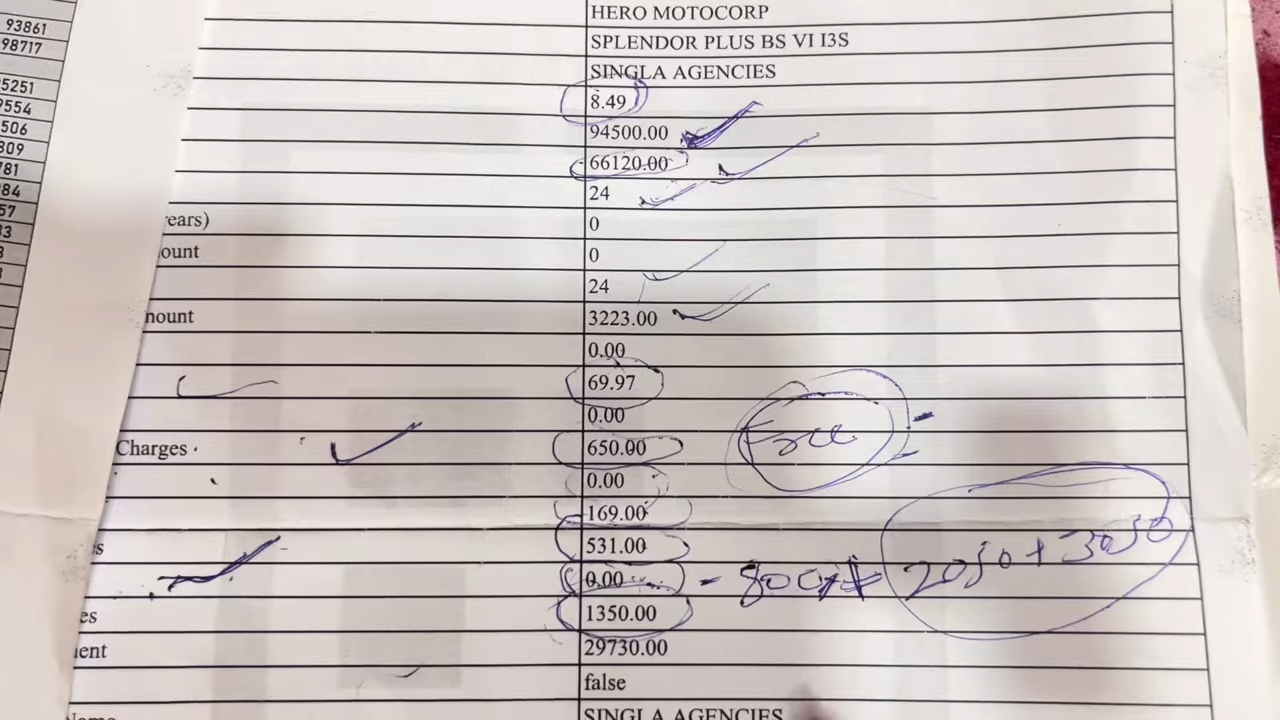 93861
98717
5251
9554
506
309
781
84
57
33
HERO MOTOCORP
SPLENDOR PLUS BS VI I3S
SINGLA AGENCIES
8.49
94500.00
66120.00
24
ears) 0
ount 0
24
nount 3223.00
0.00
69.97
0.00
Charges 650.00 Free
0.00
169.00
s 531.00
0.00 - 800 2050+3050
es 1350.00
ent 29730.00
false
Name SINGLA AGENCIES